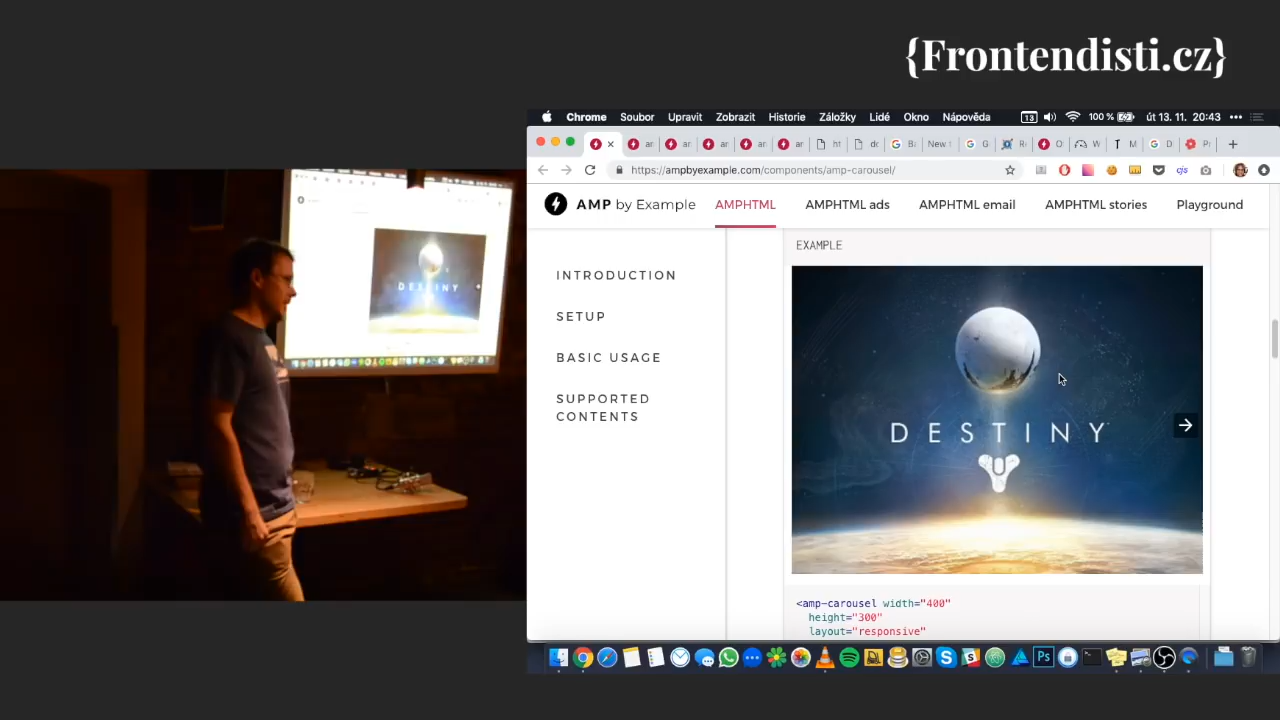 {Frontendisti.cz}
Chrome Soubor Upravit Zobrazit Historie Záložky Lidé Okno Nápověda 13 100 % út 13. 11. 20:43
https://ampbyexample.com/components/amp-carousel/
AMP by Example AMPHTML AMPHTML ads AMPHTML email AMPHTML stories Playground
EXAMPLE
INTRODUCTION
SETUP
BASIC USAGE
SUPPORTED
CONTENTS
DESTINY
DESTINY
<amp-carousel width="400"
height="300"
layout="responsive"